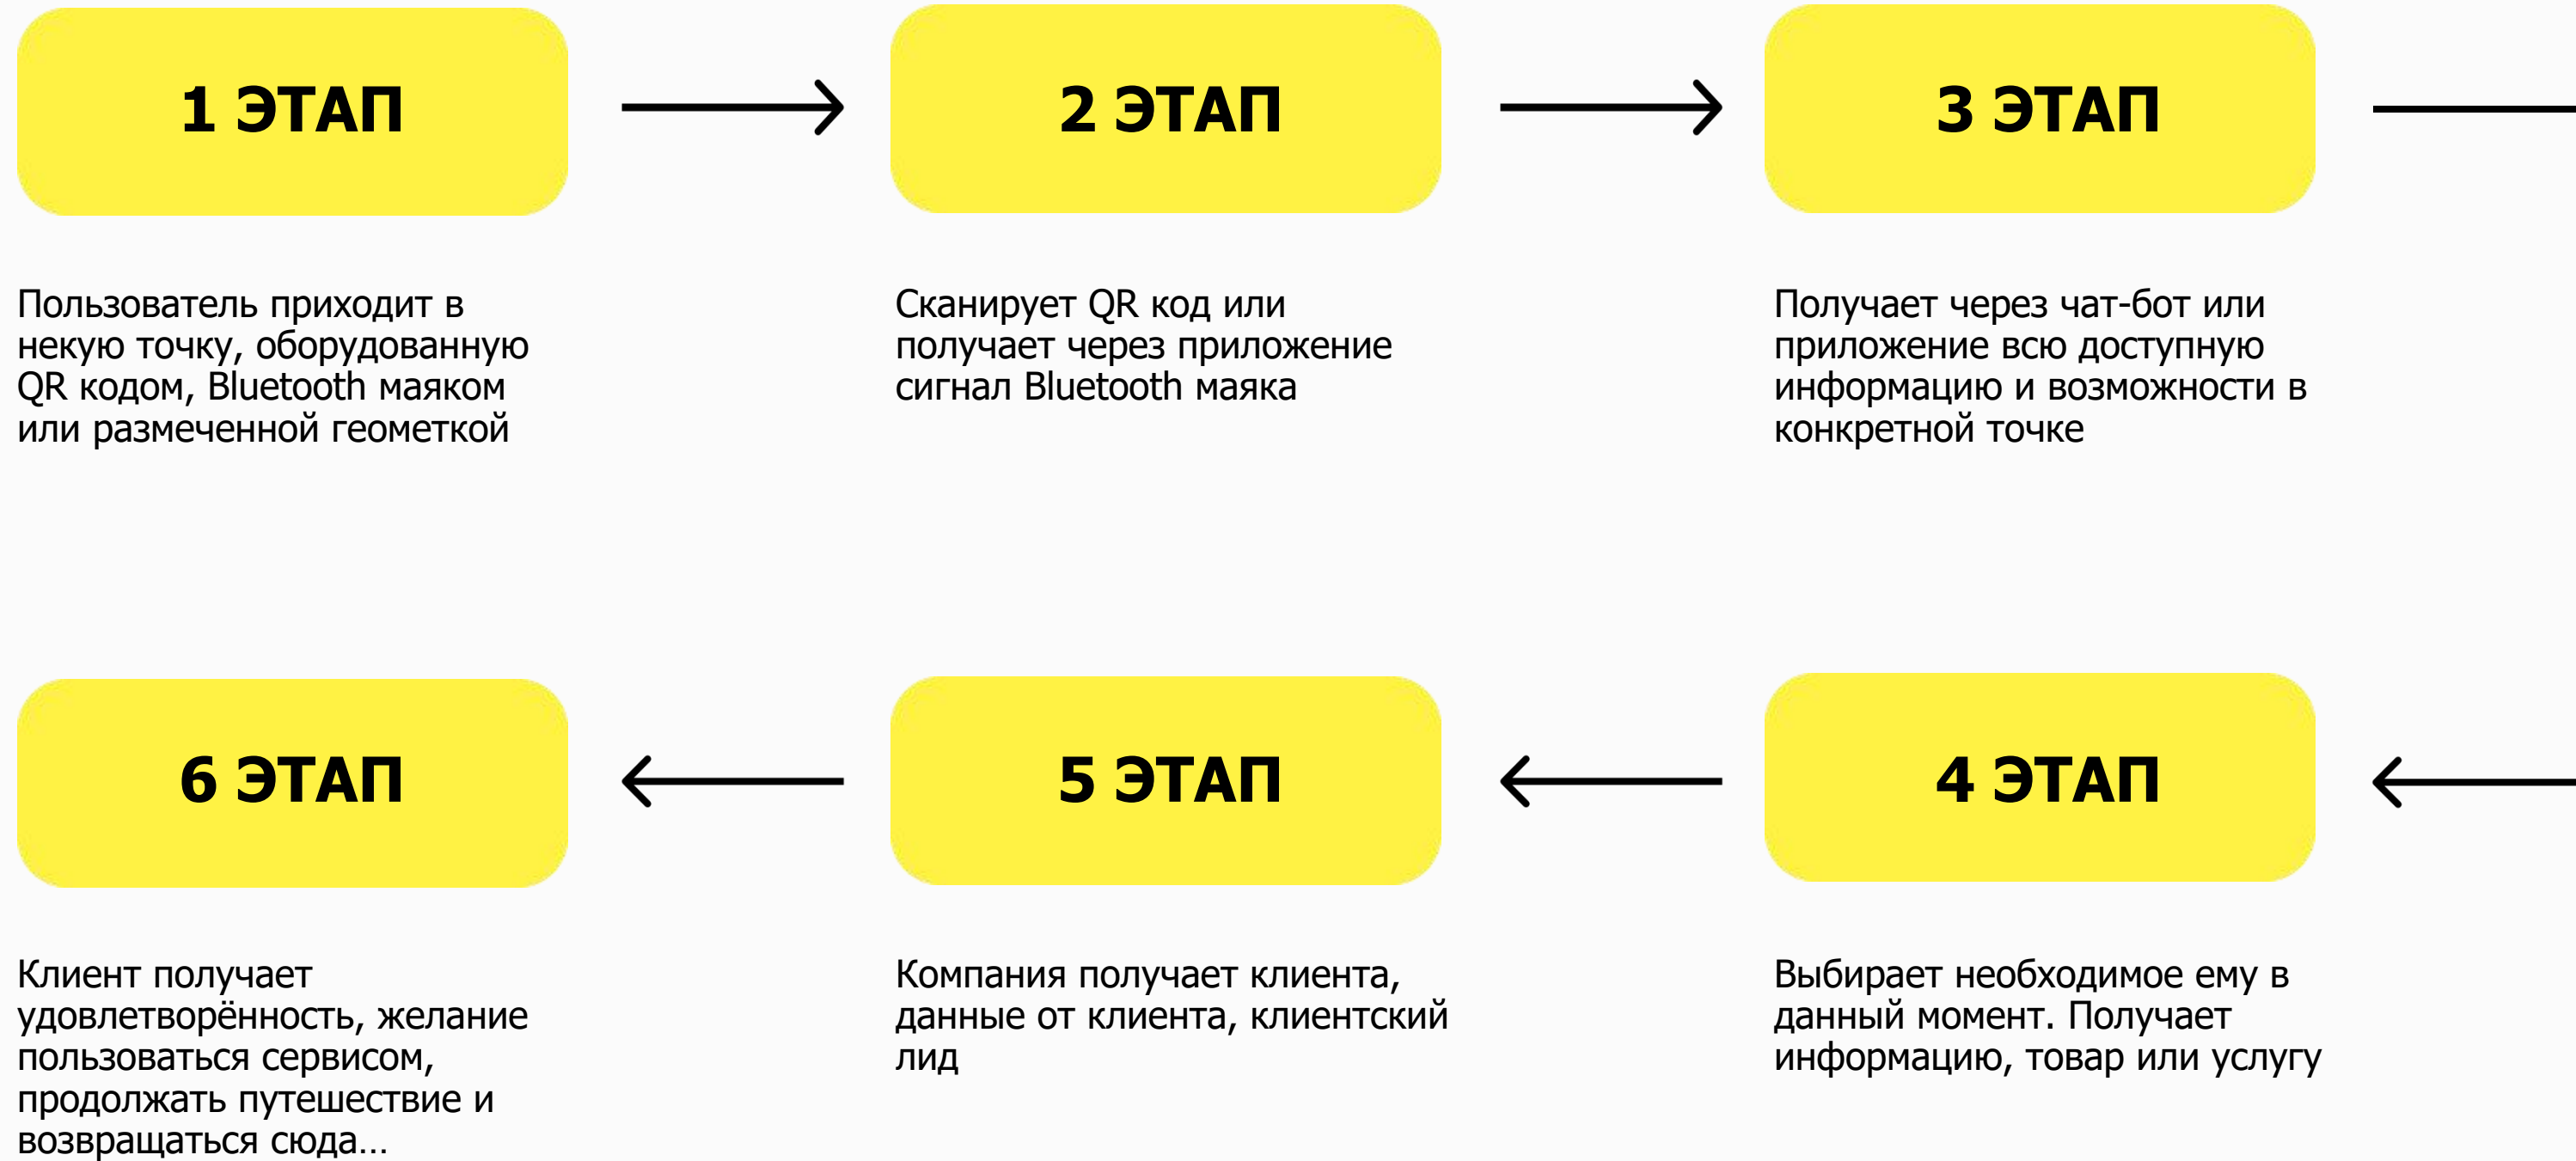 1 ЭТАП
2 ЭТАП
3 ЭТАП
Пользователь приходит в
некую точку, оборудованную
QR кодом, Bluetooth маяком
или размеченной геометкой
Сканирует QR код или
получает через приложение
сигнал Bluetooth маяка
Получает через чат-бот или
приложение всю доступную
информацию и возможности в
конкретной точке
6 ЭТАП
5 ЭТАП
4 ЭТАП
Клиент получает
удовлетворённость, желание
пользоваться сервисом,
продолжать путешествие и
возвращаться сюда...
Компания получает клиента,
данные от клиента, клиентский
лид
Выбирает необходимое ему в
данный момент. Получает
информацию, товар или услугу